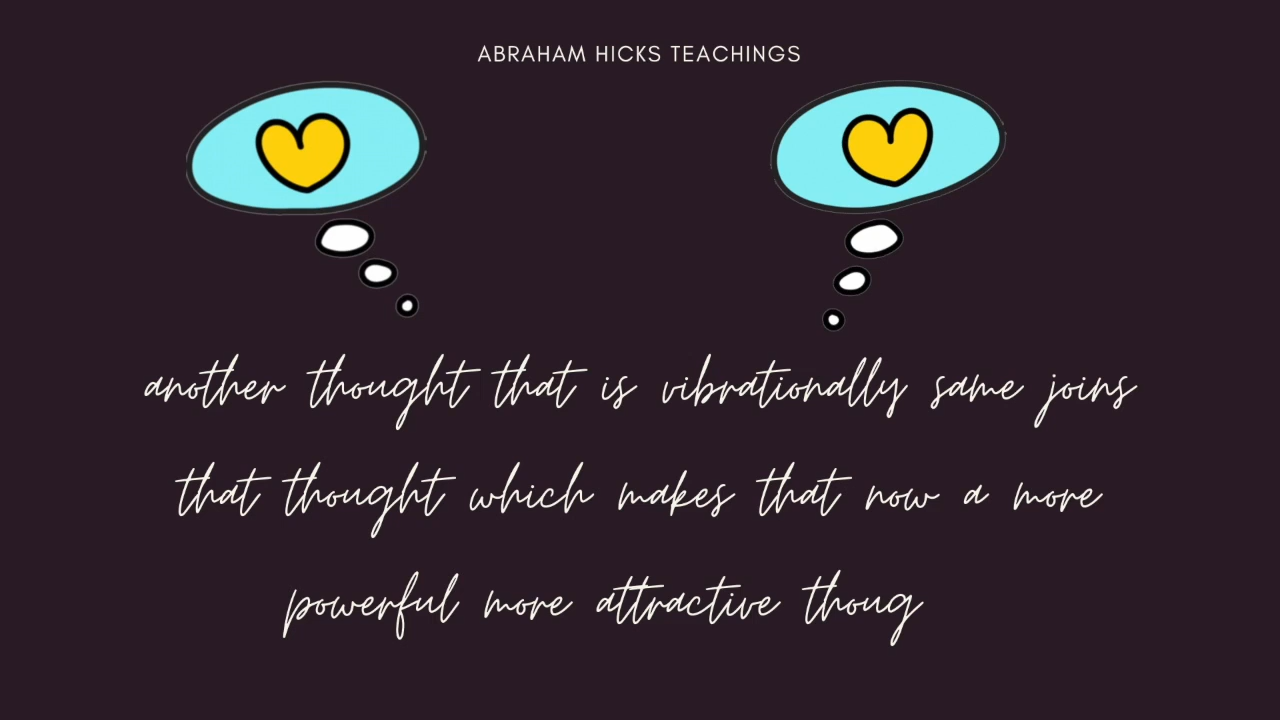 ABRAHAM HICKS TEACHINGS
another thought that is vibrationally same joins
that thought which makes that now a more
powerful more attractive thoug